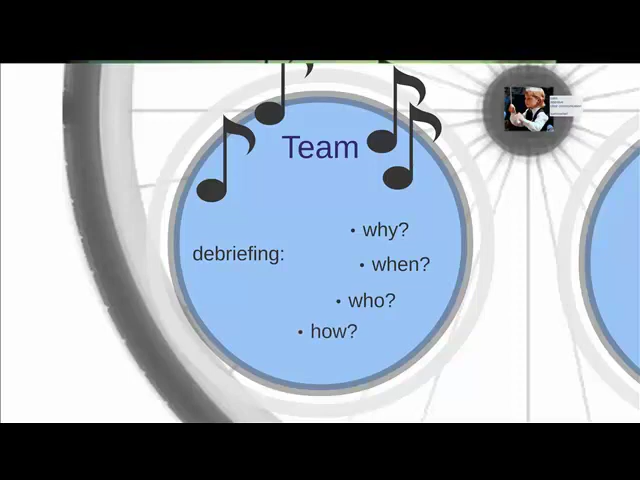 Team
debriefing:
• why?
• when?
• who?
• how?